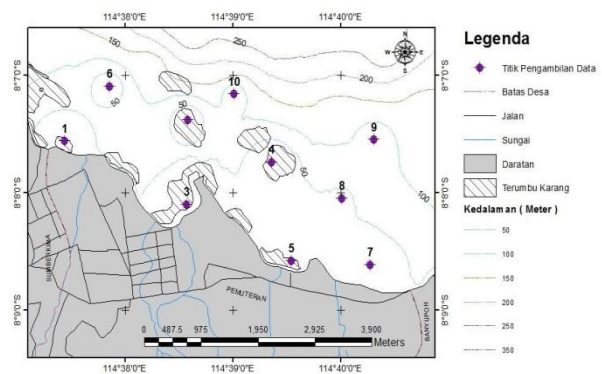 114°38'0"E 114°39'0"E 114°40'0"E
8°7'0"S 8°7'0"S
8°8'0"S 8°8'0"S
8°9'0"S 8°9'0"S
150
250
200
N
W E
S
6
50
10
50
1
4
50
9
100
3
8
5
7
SUMBERKIMA
PEMUTERAN
BANYUPOH
0 487.5 975 1,950 2,925 3,900
Meters
114°38'0"E 114°39'0"E 114°40'0"E
Legenda
Titik Pengambilan Data
Batas Desa
Jalan
Sungai
Daratan
Terumbu Karang
Kedalaman ( Meter )
50
100
150
200
250
350